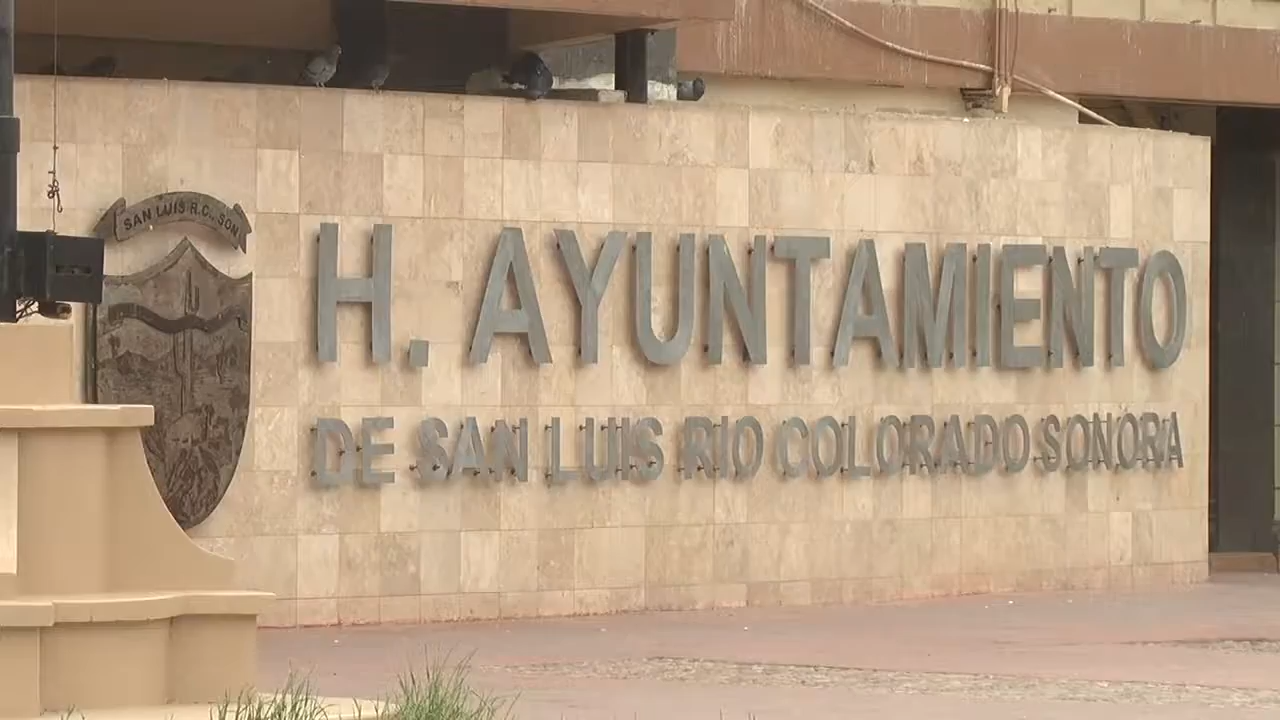 SAN LUIS R.C., SON.
H. AYUNTAMIENTO
DE SAN LUIS RIO COLORADO SONORA